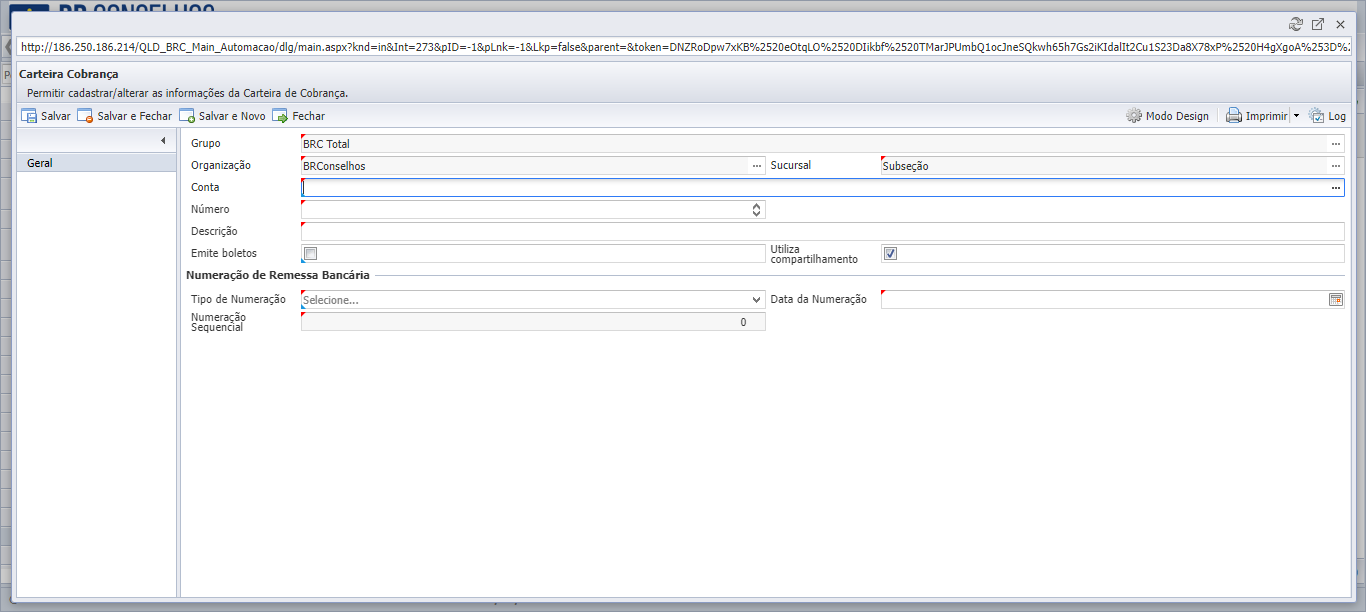 http://186.250.186.214/QLD_BRC_Main_Automacao/dlg/main.aspx?knd=in&Int=273&pID=-1&pLnk=-1&Lkp=false&parent=&token=DNZRoDpw7xKB%2520eOtqLO%2520DIikbf%2520TMarJPUmbQ1ocJneSQkwh65h7Gs2iKIdalIt2Cu1S23Da8X78xP%2520H4gXgoA%253D%2
Carteira Cobrança
Permitir cadastrar/alterar as informações da Carteira de Cobrança.
Salvar Salvar e Fechar Salvar e Novo Fechar Modo Design Imprimir Log
Geral
Grupo BRC Total ...
Organização BRConselhos ... Sucursal Subseção ...
Conta ...
Número
Descrição
Emite boletos Utiliza
compartilhamento
Numeração de Remessa Bancária
Tipo de Numeração Selecione... Data da Numeração
Numeração
Sequencial 0